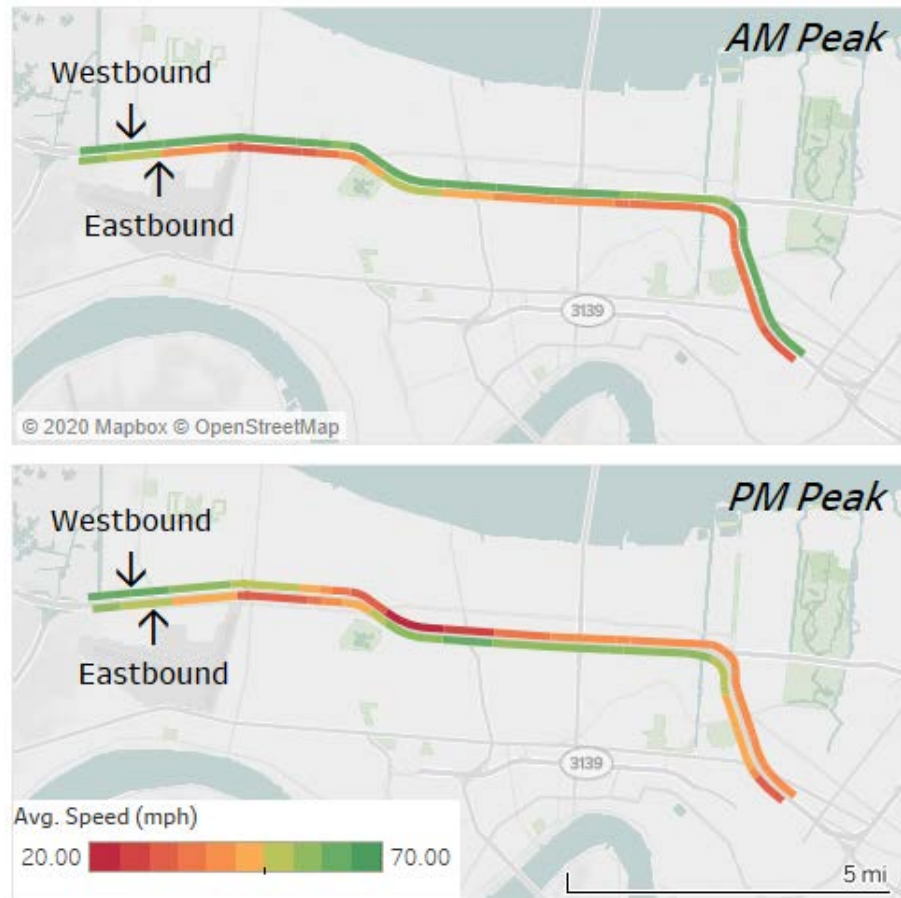 AM Peak
Westbound
Eastbound
3139
© 2020 Mapbox © OpenStreetMap
PM Peak
Westbound
Eastbound
3139
Avg. Speed (mph)
20.00 70.00
5 mi